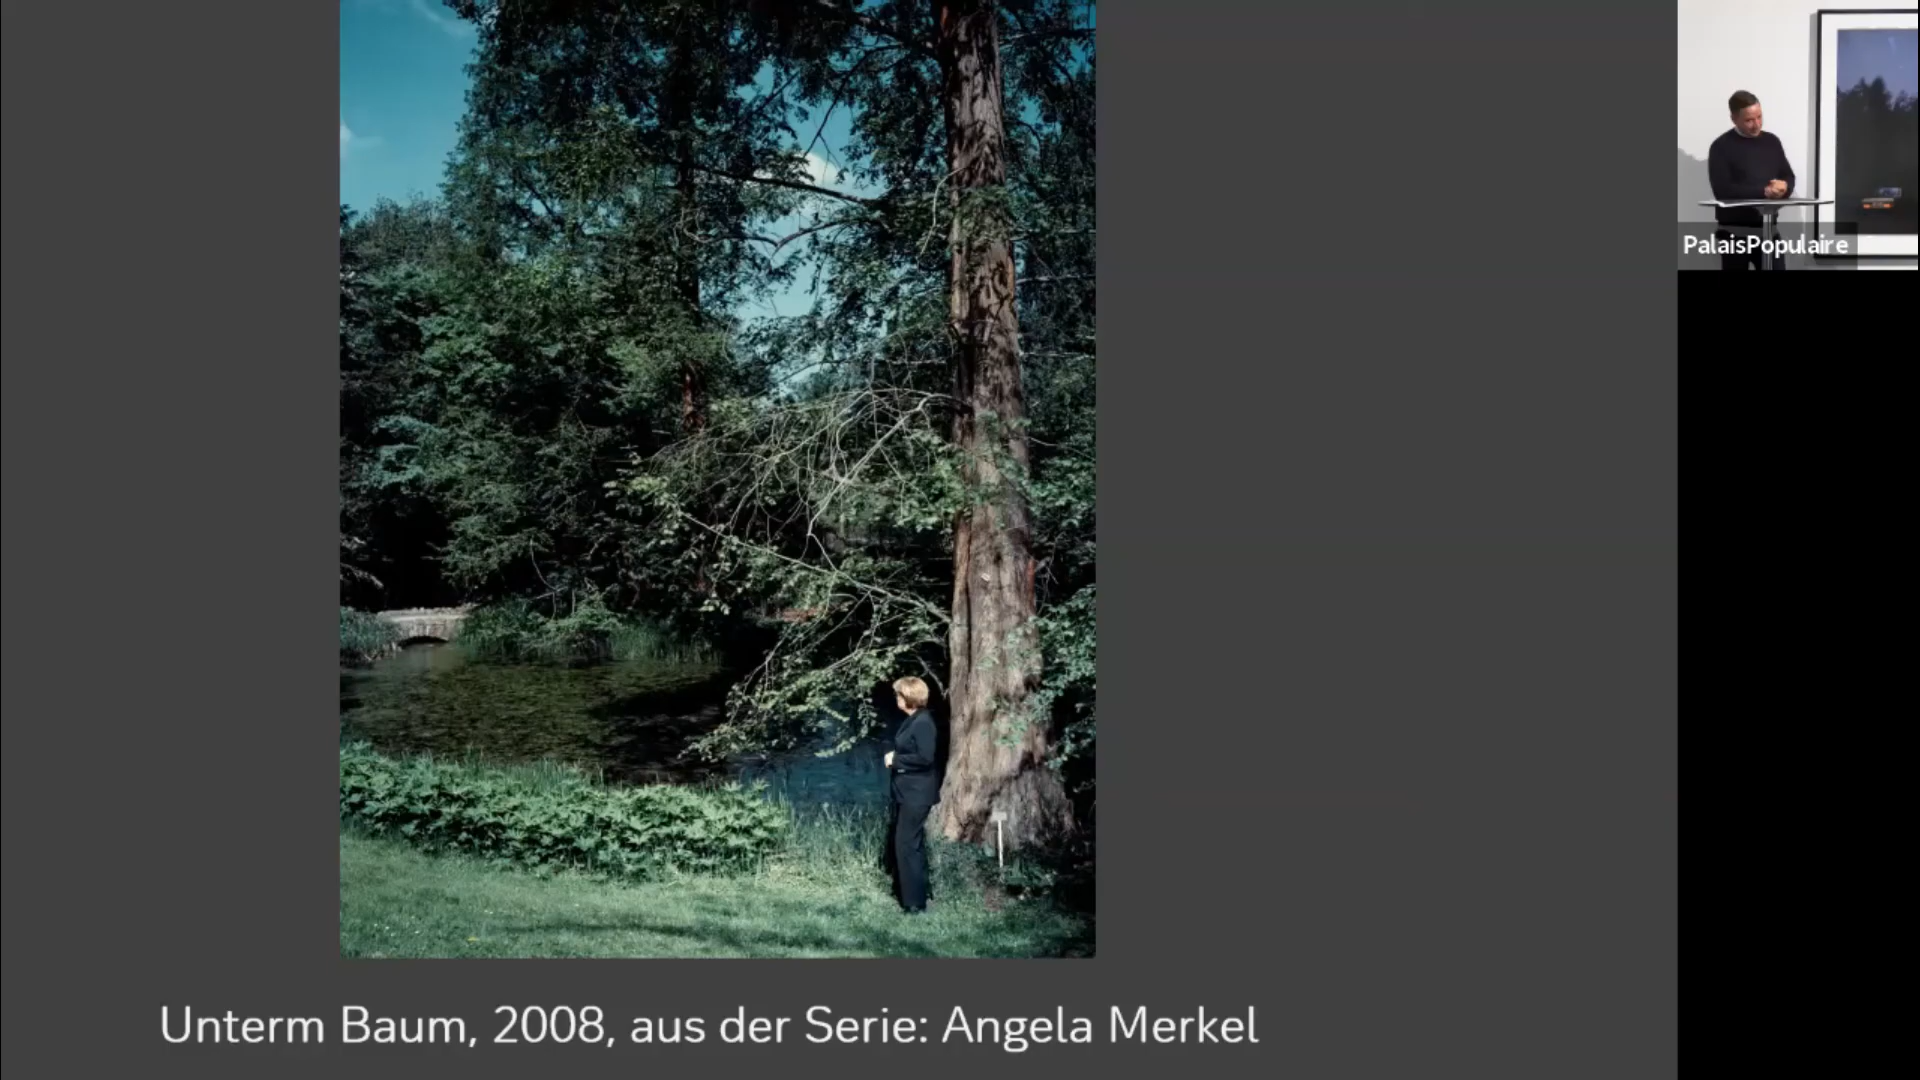 PalaisPopulaire
Unterm Baum, 2008, aus der Serie: Angela Merkel